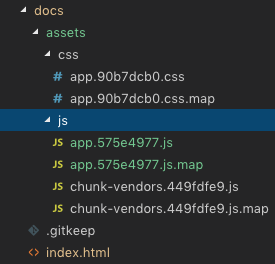 docs
assets
css
# app.90b7dcb0.css
# app.90b7dcb0.css.map
js
JS app.575e4977.js
JS app.575e4977.js.map
JS chunk-vendors.449fdfe9.js
JS chunk-vendors.449fdfe9.js.map
.gitkeep
<> index.html